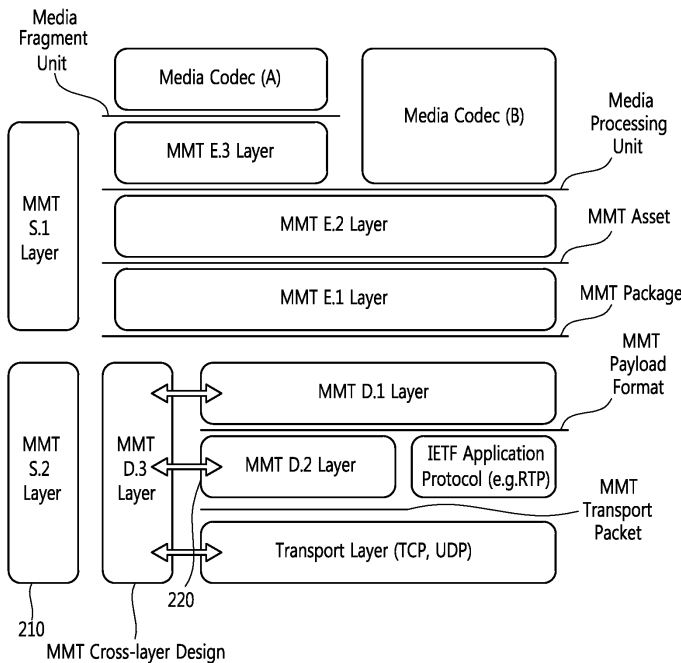 Media
Fragment
Unit
Media Codec (A)
Media Codec (B)
Media
Processing
Unit
MMT E.3 Layer
MMT
S.1
Layer
MMT E.2 Layer
MMT Asset
MMT E.1 Layer
MMT Package
MMT
Payload
Format
MMT D.1 Layer
MMT
S.2
Layer
MMT
D.3
Layer
MMT D.2 Layer
IETF Application
Protocol (e.g.RTP)
MMT
Transport
Packet
Transport Layer (TCP, UDP)
210
220
MMT Cross-layer Design